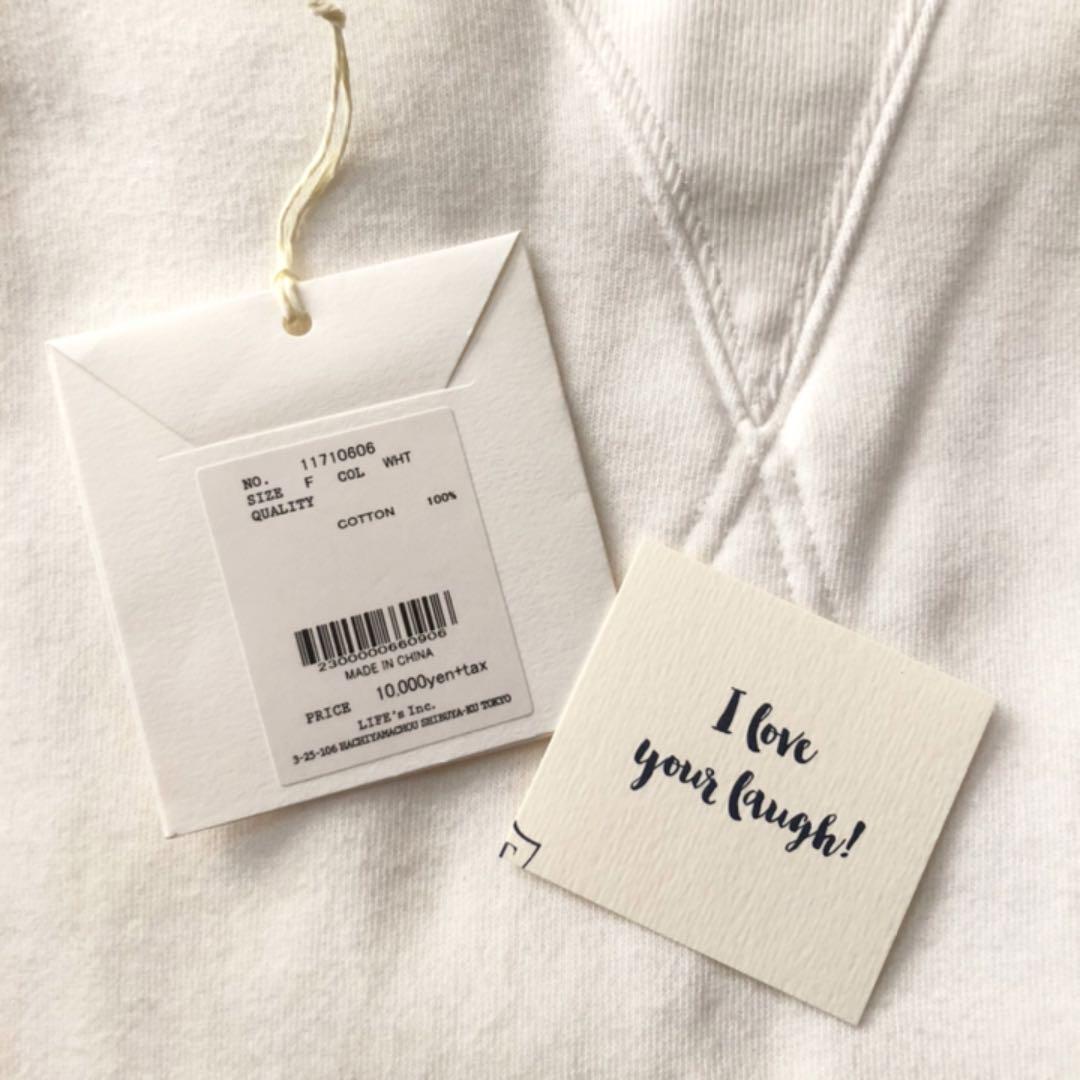 NO. 11710606
SIZE F COL WHT
QUALITY
COTTON 100%
2300000660906
MADE IN CHINA
PRICE 10.000yen+tax
LIFE's Inc.
3-25-106 HACHIYAMACHOU SHIBUYA-KU TOKYO
I love
your laugh!